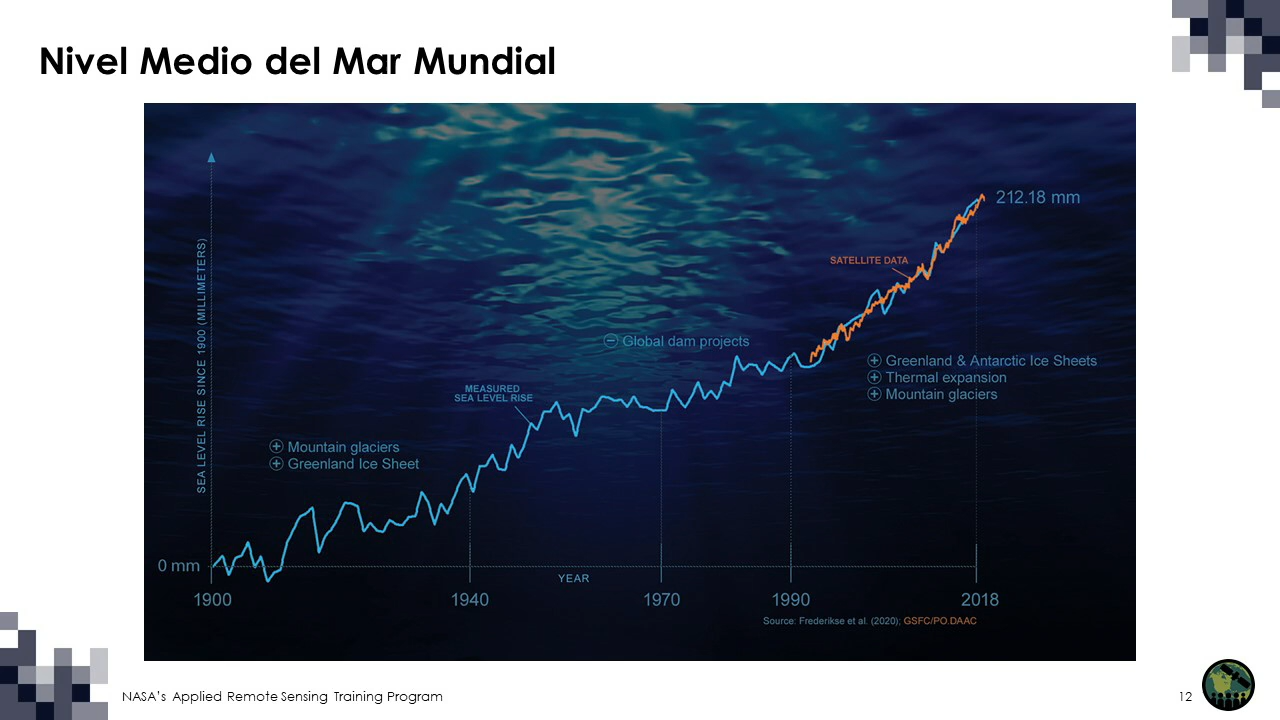 Nivel Medio del Mar Mundial
212.18 mm
SATELLITE DATA
SEA LEVEL RISE SINCE 1900 (MILLIMETERS)
⊖ Global dam projects
⊕ Greenland & Antarctic Ice Sheets
⊕ Thermal expansion
⊕ Mountain glaciers
MEASURED
SEA LEVEL RISE
⊕ Mountain glaciers
⊕ Greenland Ice Sheet
0 mm
YEAR
1900 1940 1970 1990 2018
Source: Frederikse et al. (2020); GSFC/PO.DAAC
NASA's Applied Remote Sensing Training Program
12